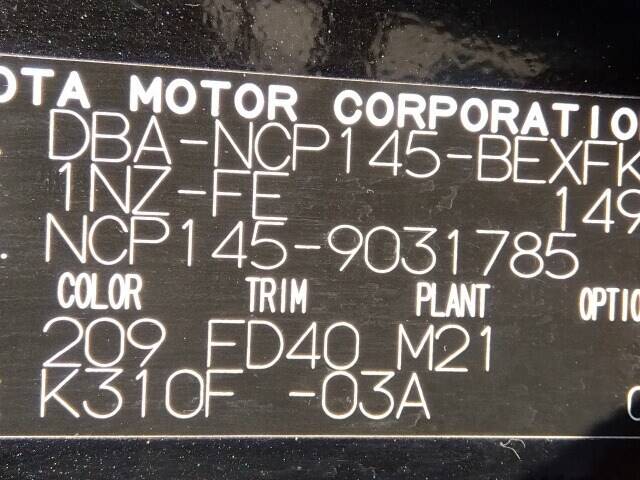 OTA MOTOR CORPORATIO
DBA-NCP145-BEXFK
1NZ-FE 149
NCP145-9031785
COLOR TRIM PLANT OPTIO
209 FD40 M21
K310F -03A